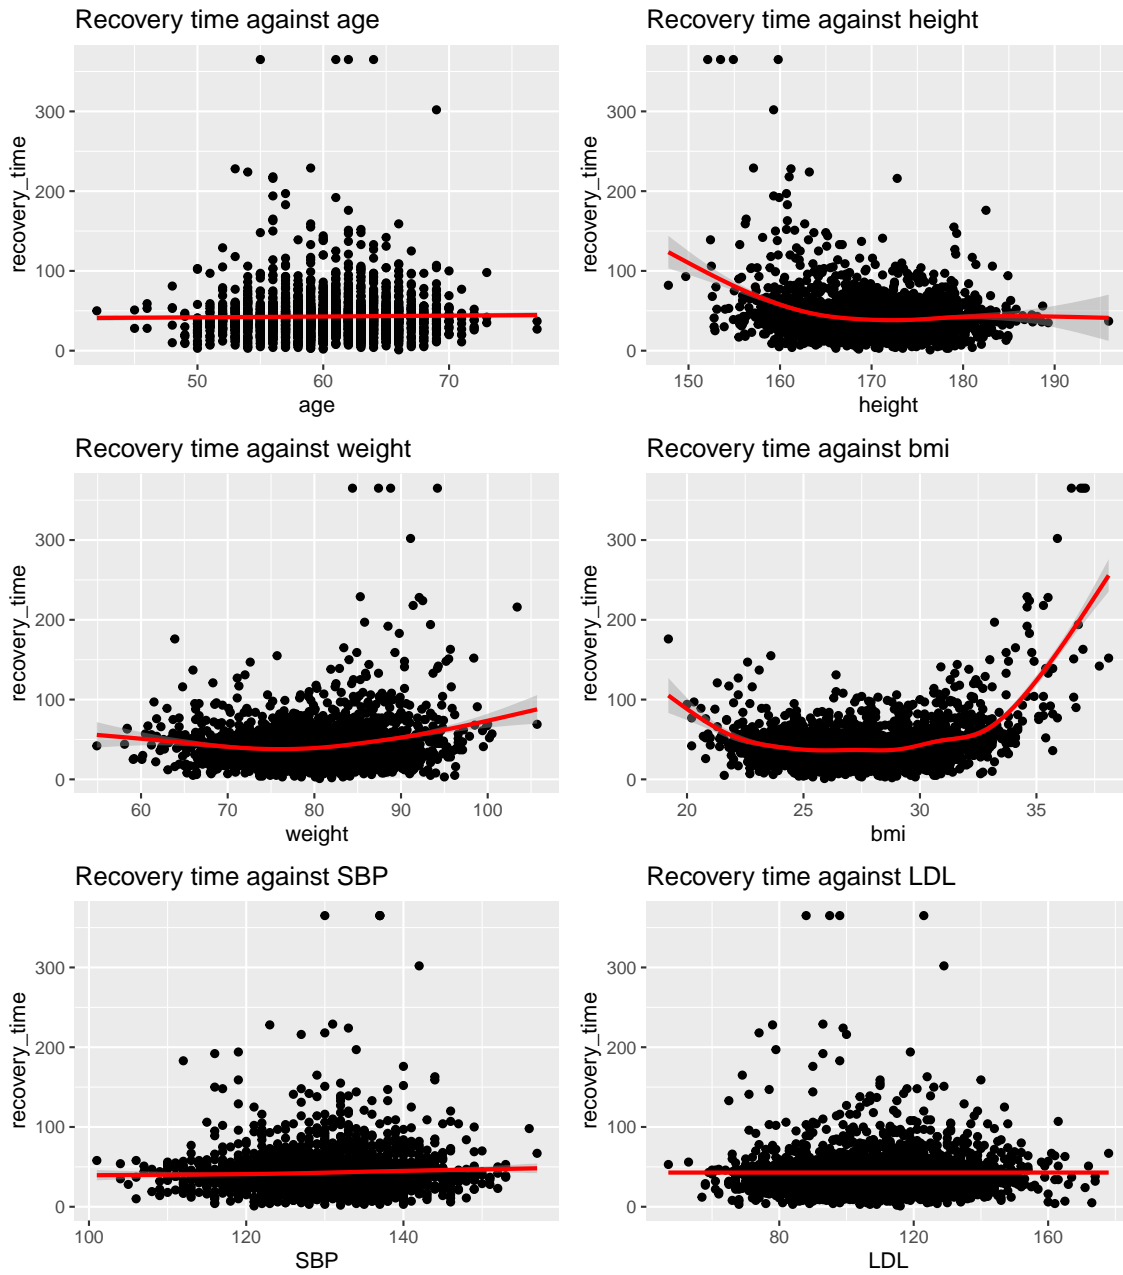 Recovery time against age
recovery_time
300
200
100
0
50
60
70
age
Recovery time against height
recovery_time
300
200
100
0
150
160
170
180
190
height
Recovery time against weight
recovery_time
300
200
100
0
60
70
80
90
100
weight
Recovery time against bmi
recovery_time
300
200
100
0
20
25
30
35
bmi
Recovery time against SBP
recovery_time
300
200
100
0
100
120
140
SBP
Recovery time against LDL
recovery_time
300
200
100
0
80
120
160
LDL